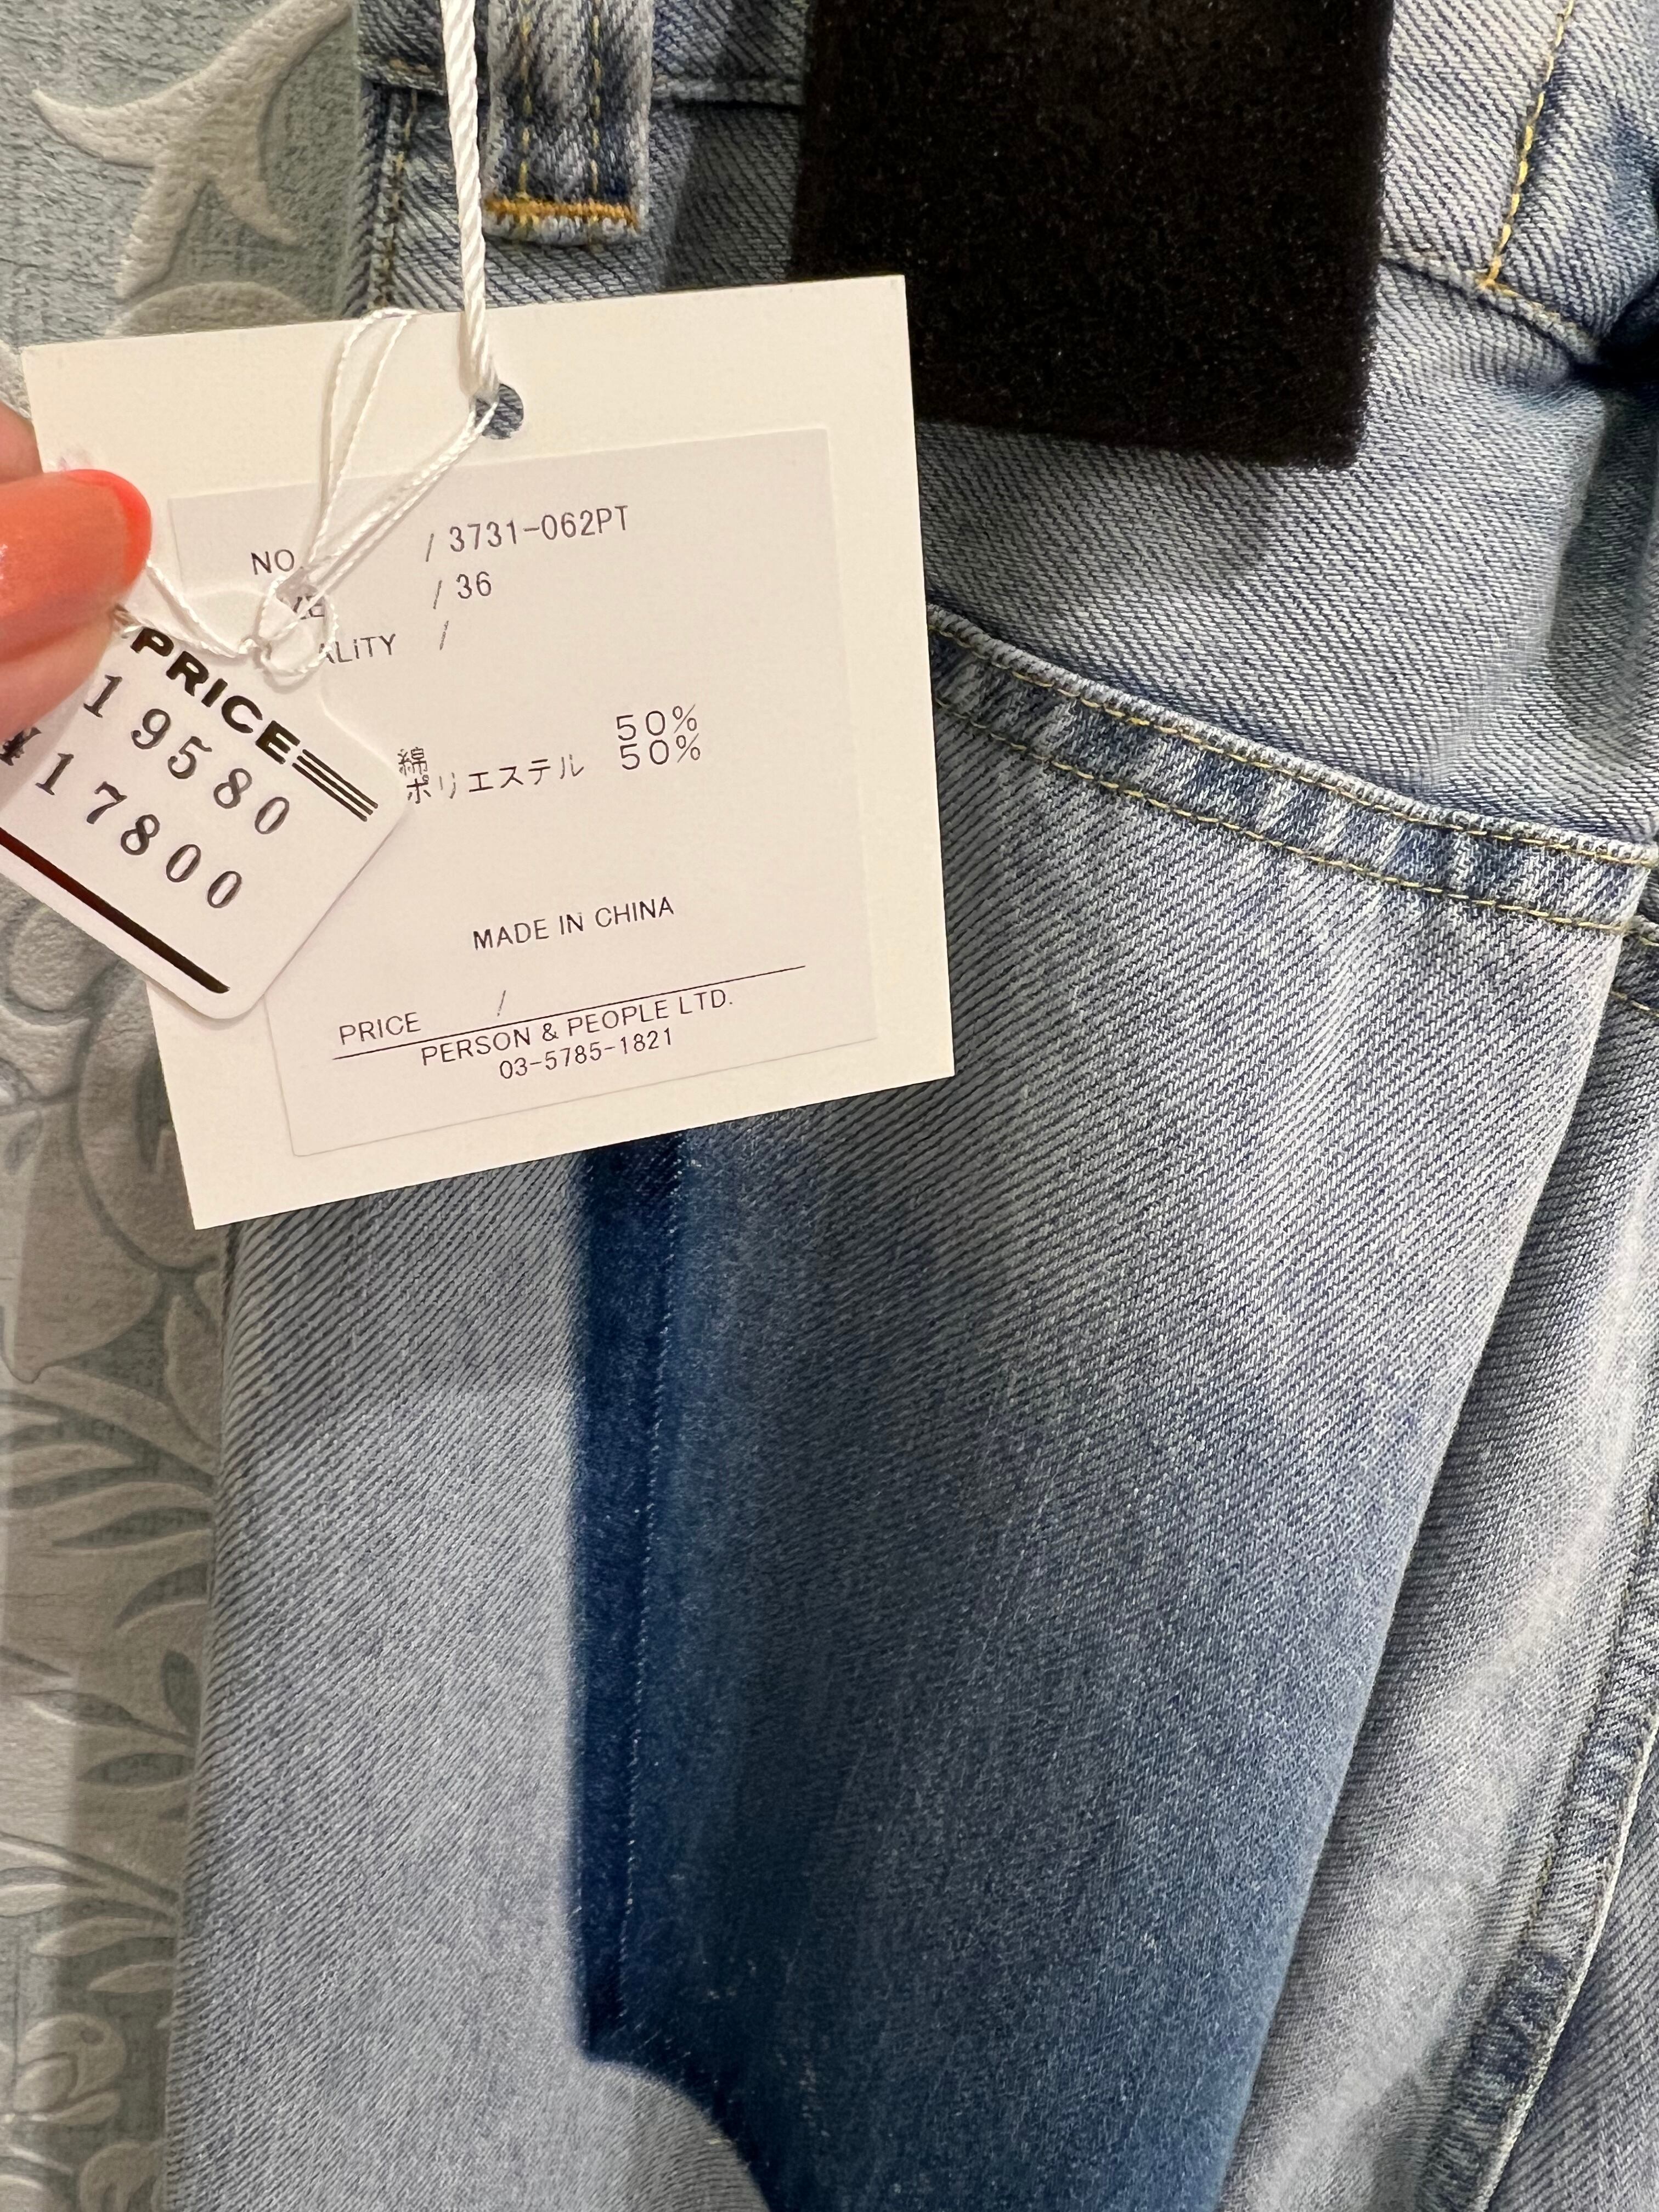 NO. / 3731-062PT
/ 36
ALiTY /
綿 50%
ポリエステル 50%
MADE IN CHINA
PRICE /
PERSON & PEOPLE LTD.
03-5785-1821
PRICE
19580
¥17800